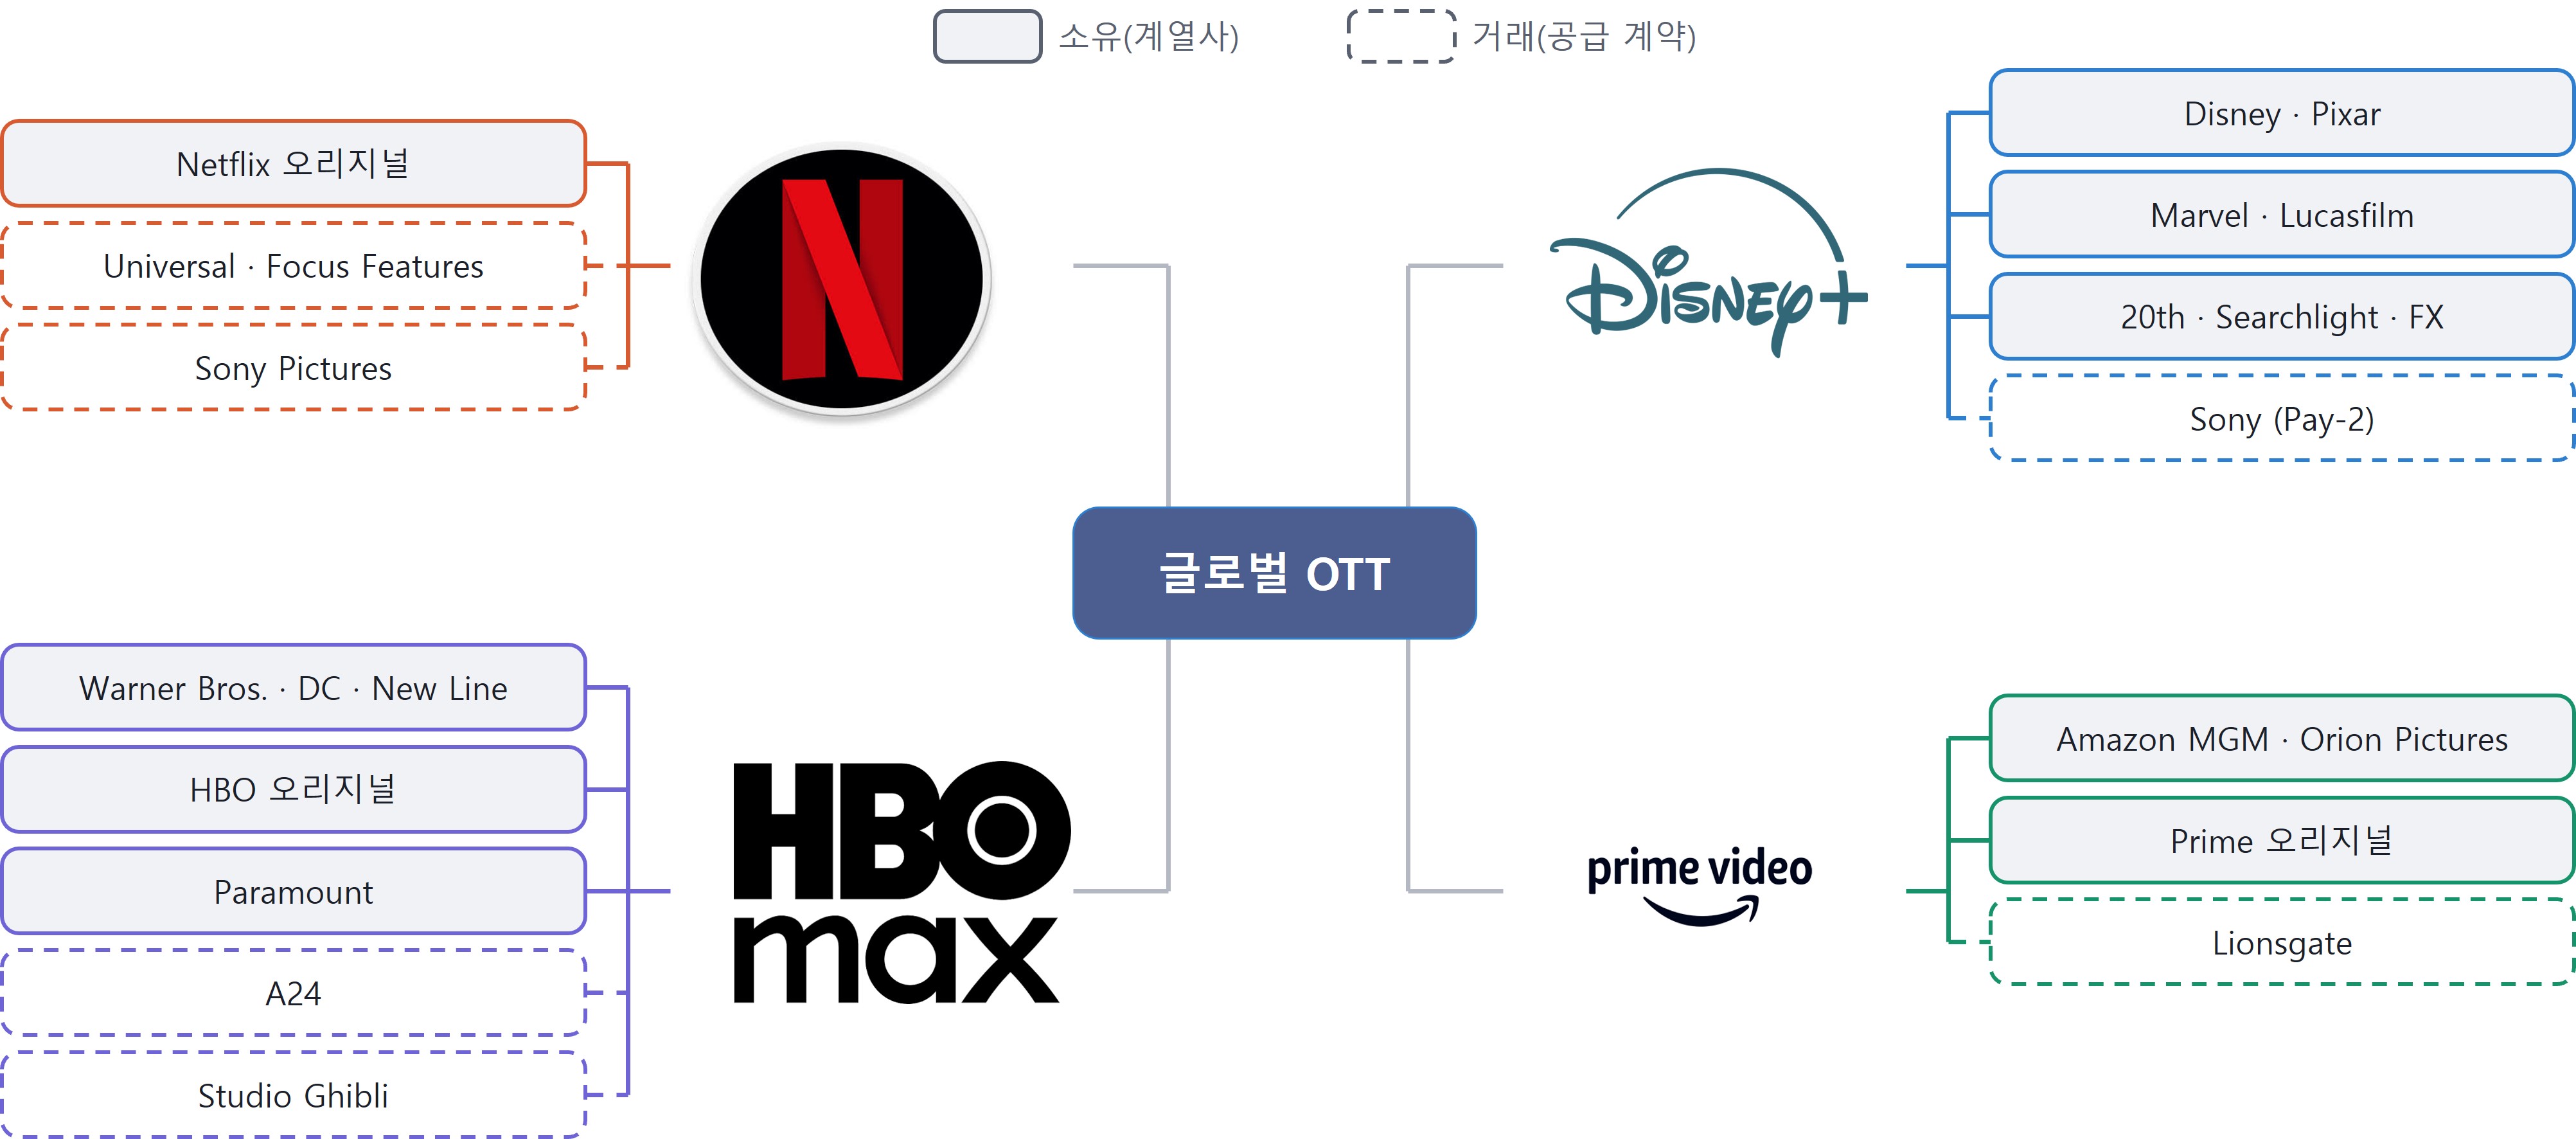 소유(계열사)
거래(공급 계약)
Netflix 오리지널
Universal · Focus Features
Sony Pictures
N
Disney+
Disney · Pixar
Marvel · Lucasfilm
20th · Searchlight · FX
Sony (Pay-2)
글로벌 OTT
Warner Bros. · DC · New Line
HBO 오리지널
Paramount
A24
Studio Ghibli
HBO
max
prime video
Amazon MGM · Orion Pictures
Prime 오리지널
Lionsgate